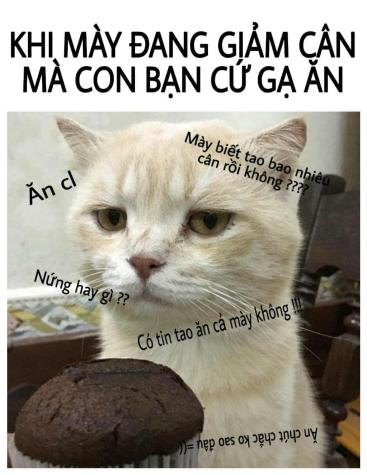 KHI MÀY ĐANG GIẢM CÂN
MÀ CON BẠN CỨ GẠ ĂN
Mày biết tao bao nhiêu
cân rồi không ????
Ăn cl
Nứng hay gì ??
Có tin tao ăn cả mày không !!!
Ăn chút chắc ko sao đâu =((